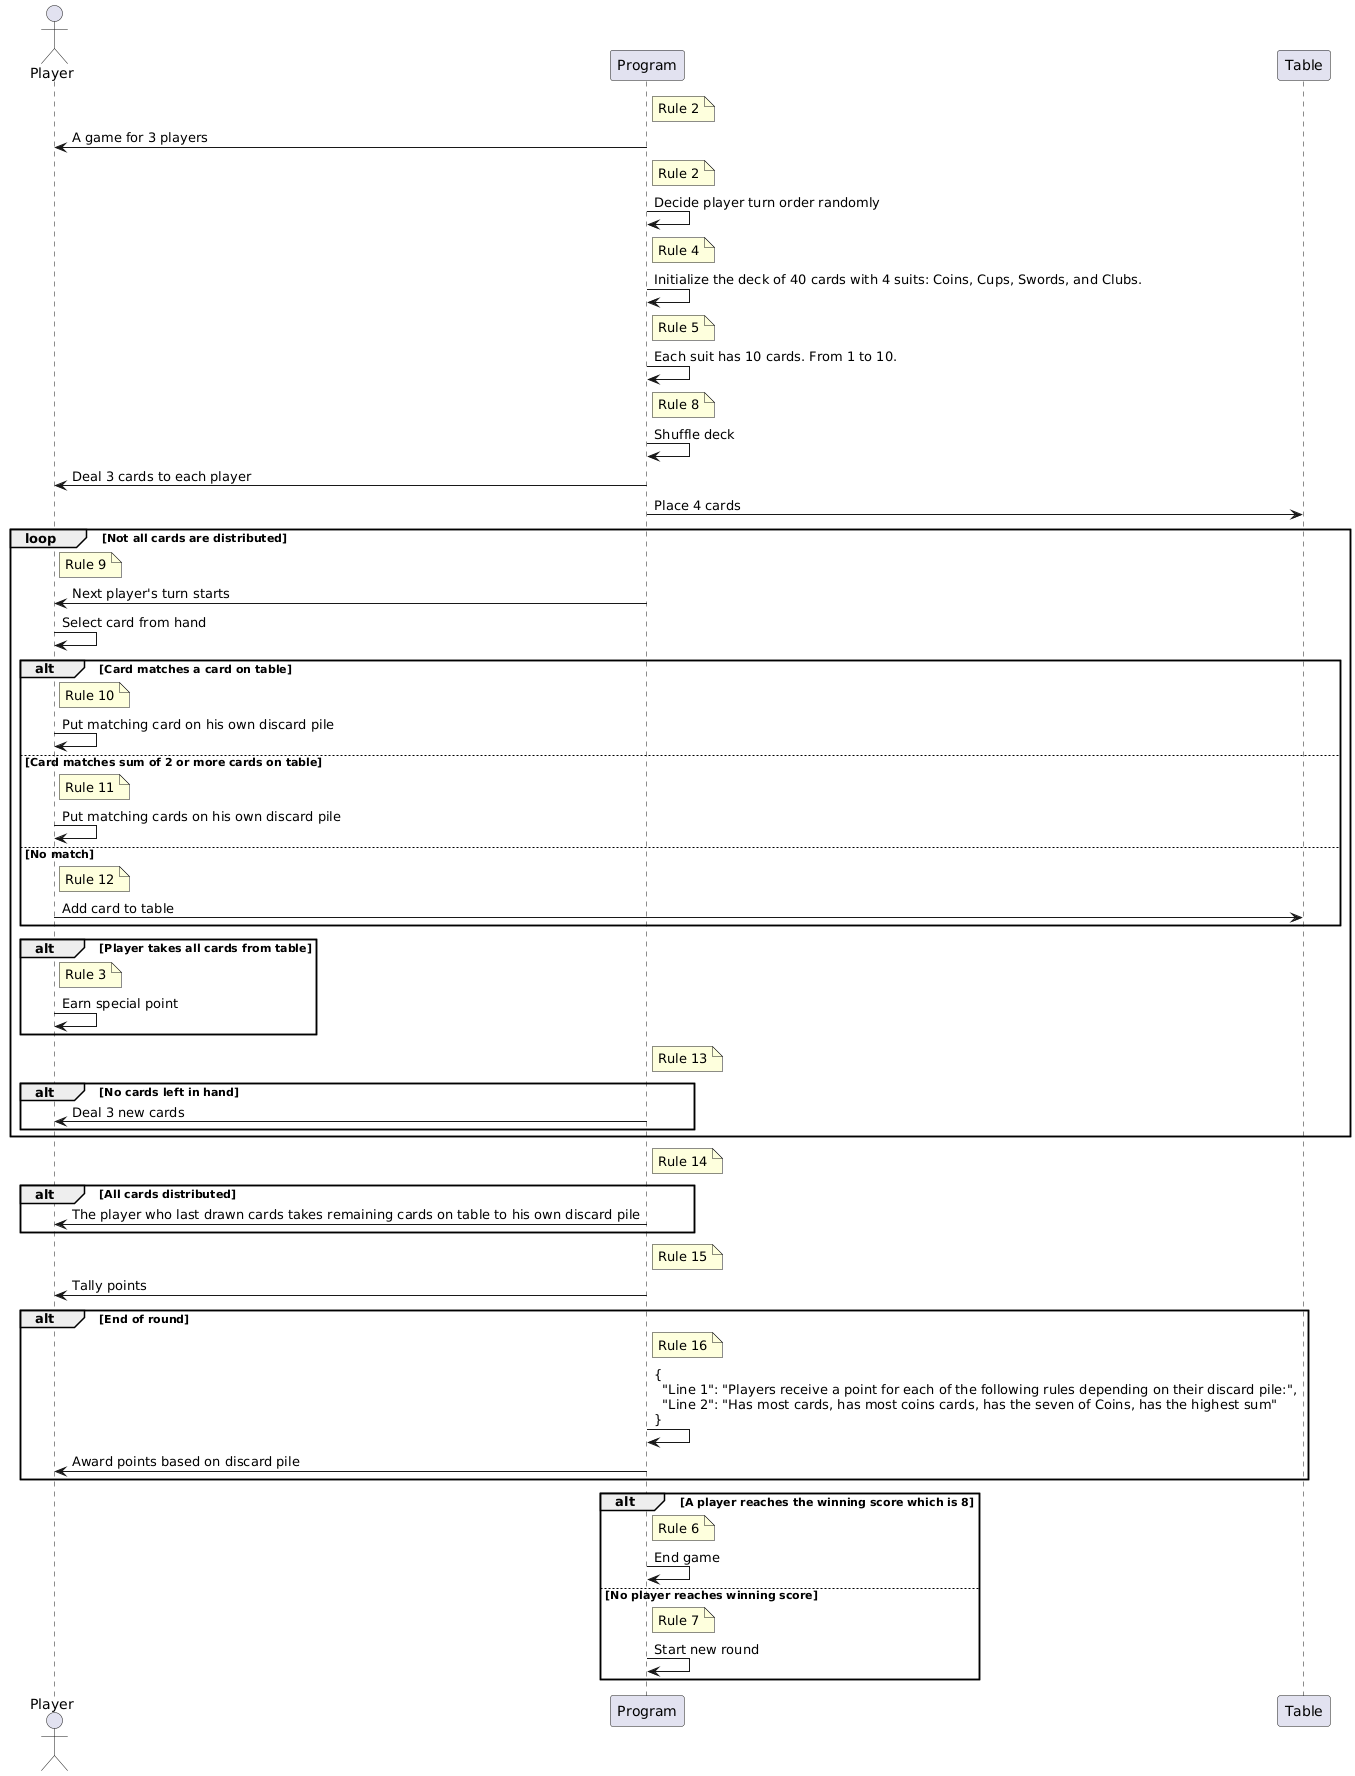 Player
Program
Table
Rule 2
A game for 3 players
Rule 2
Decide player turn order randomly
Rule 4
Initialize the deck of 40 cards with 4 suits: Coins, Cups, Swords, and Clubs.
Rule 5
Each suit has 10 cards. From 1 to 10.
Rule 8
Shuffle deck
Deal 3 cards to each player
Place 4 cards
loop [Not all cards are distributed]
Rule 9
Next player's turn starts
Select card from hand
alt [Card matches a card on table]
Rule 10
Put matching card on his own discard pile
[Card matches sum of 2 or more cards on table]
Rule 11
Put matching cards on his own discard pile
[No match]
Rule 12
Add card to table
alt [Player takes all cards from table]
Rule 3
Earn special point
Rule 13
alt [No cards left in hand]
Deal 3 new cards
Rule 14
alt [All cards distributed]
The player who last drawn cards takes remaining cards on table to his own discard pile
Rule 15
Tally points
alt [End of round]
Rule 16
{
"Line 1": "Players receive a point for each of the following rules depending on their discard pile:",
"Line 2": "Has most cards, has most coins cards, has the seven of Coins, has the highest sum"
}
Award points based on discard pile
alt [A player reaches the winning score which is 8]
Rule 6
End game
[No player reaches winning score]
Rule 7
Start new round
Player
Program
Table